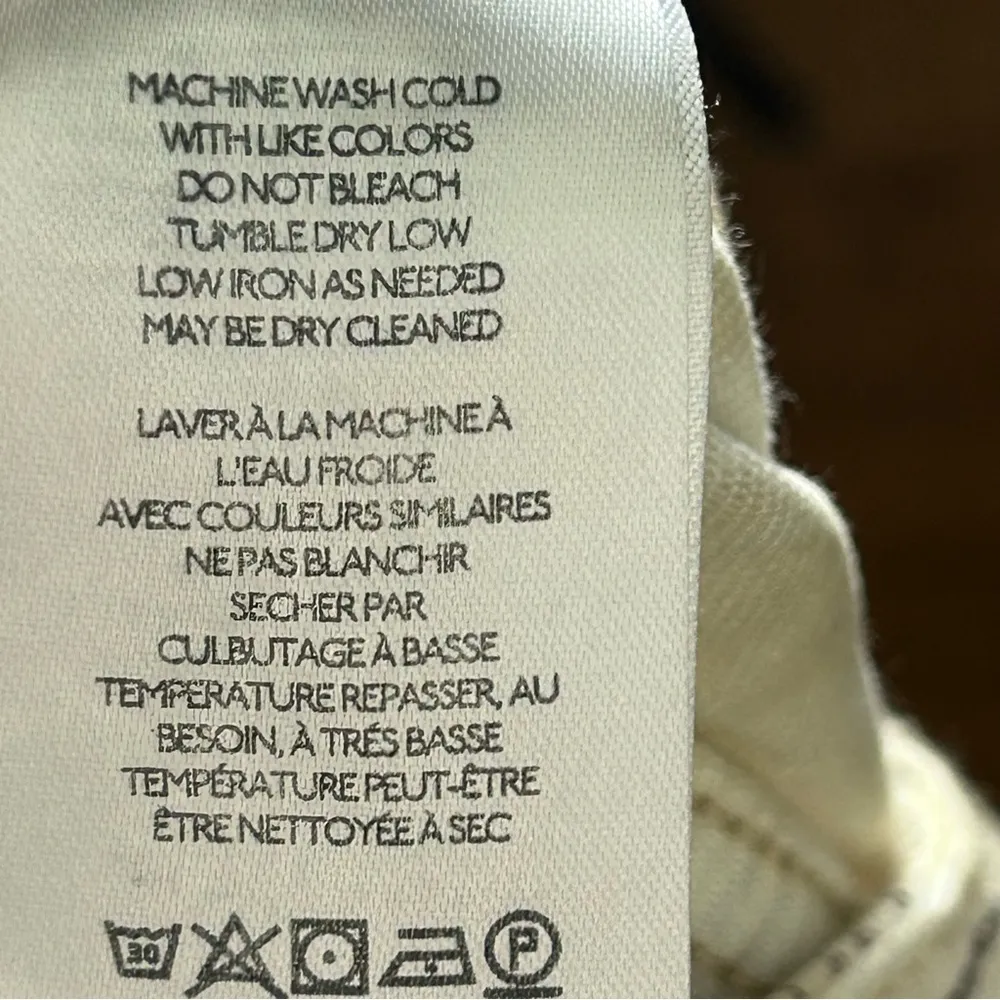 MACHINE WASH COLD
WITH LIKE COLORS
DO NOT BLEACH
TUMBLE DRY LOW
LOW IRON AS NEEDED
MAY BE DRY CLEANED
LAVER À LA MACHINE À
L'EAU FROIDE
AVEC COULEURS SIMILAIRES
NE PAS BLANCHIR
SECHER PAR
CULBUTAGE À BASSE
TEMPERATURE REPASSER, AU
BESOIN, À TRÉS BASSE
TEMPÉRATURE. PEUT-ÊTRE
ÊTRE NETTOYÉE À SEC
30 P